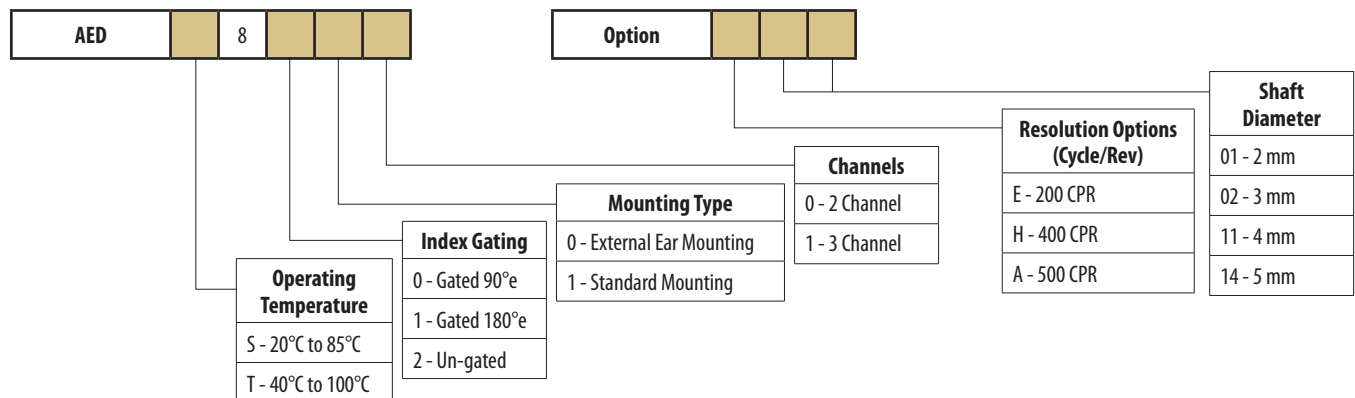 AED 8
Option
Operating
Temperature
S - 20°C to 85°C
T - 40°C to 100°C
Index Gating
0 - Gated 90°e
1 - Gated 180°e
2 - Un-gated
Mounting Type
0 - External Ear Mounting
1 - Standard Mounting
Channels
0 - 2 Channel
1 - 3 Channel
Resolution Options
(Cycle/Rev)
E - 200 CPR
H - 400 CPR
A - 500 CPR
Shaft
Diameter
01 - 2 mm
02 - 3 mm
11 - 4 mm
14 - 5 mm